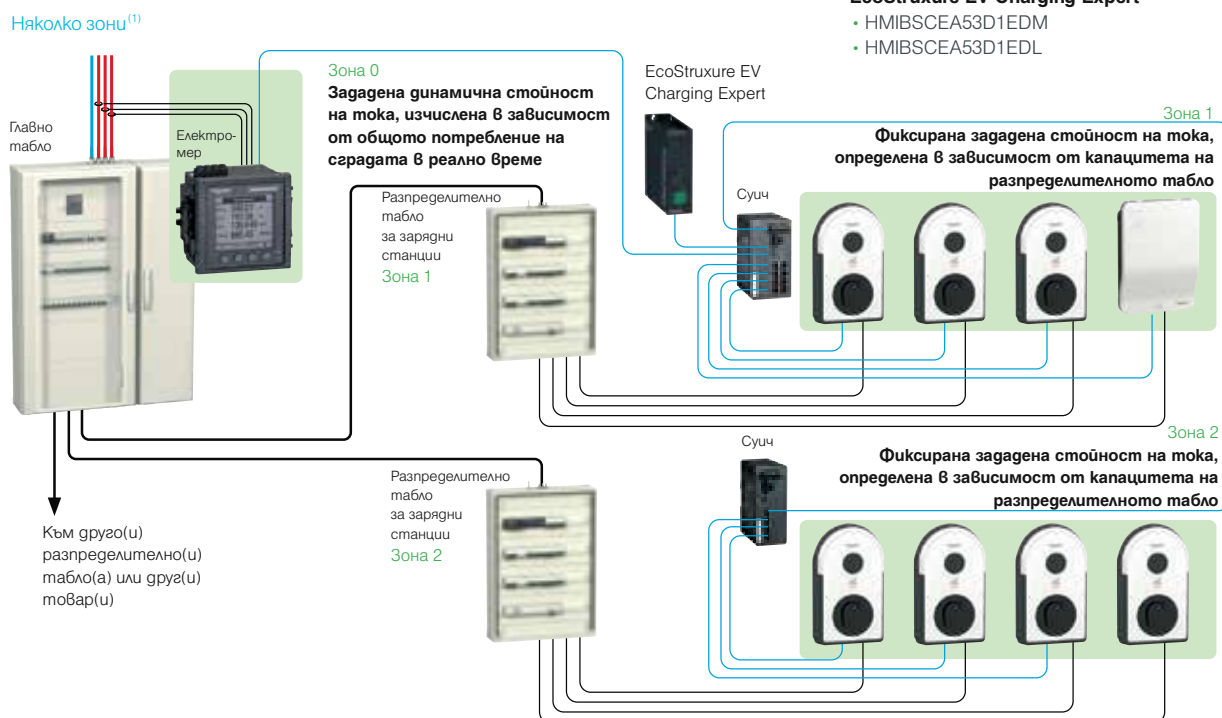 EcoStruxure EV Charging Expert
• HMIBSCEA53D1EDM
• HMIBSCEA53D1EDL
Няколко зони(1)
Главно
табло
Електро-
мер
Зона 0
Зададена динамична стойност
на тока, изчислена в зависимост
от общото потребление на
сградата в реално време
EcoStruxure EV
Charging Expert
Суич
Зона 1
Фиксирана зададена стойност на тока,
определена в зависимост от капацитета на
разпределителното табло
Разпределително
табло
за зарядни
станции
Зона 1
Суич
Зона 2
Фиксирана зададена стойност на тока,
определена в зависимост от капацитета на
разпределителното табло
Разпределително
табло
за зарядни
станции
Зона 2
Към друго(и)
разпределително(и)
табло(а) или друг(и)
товар(и)